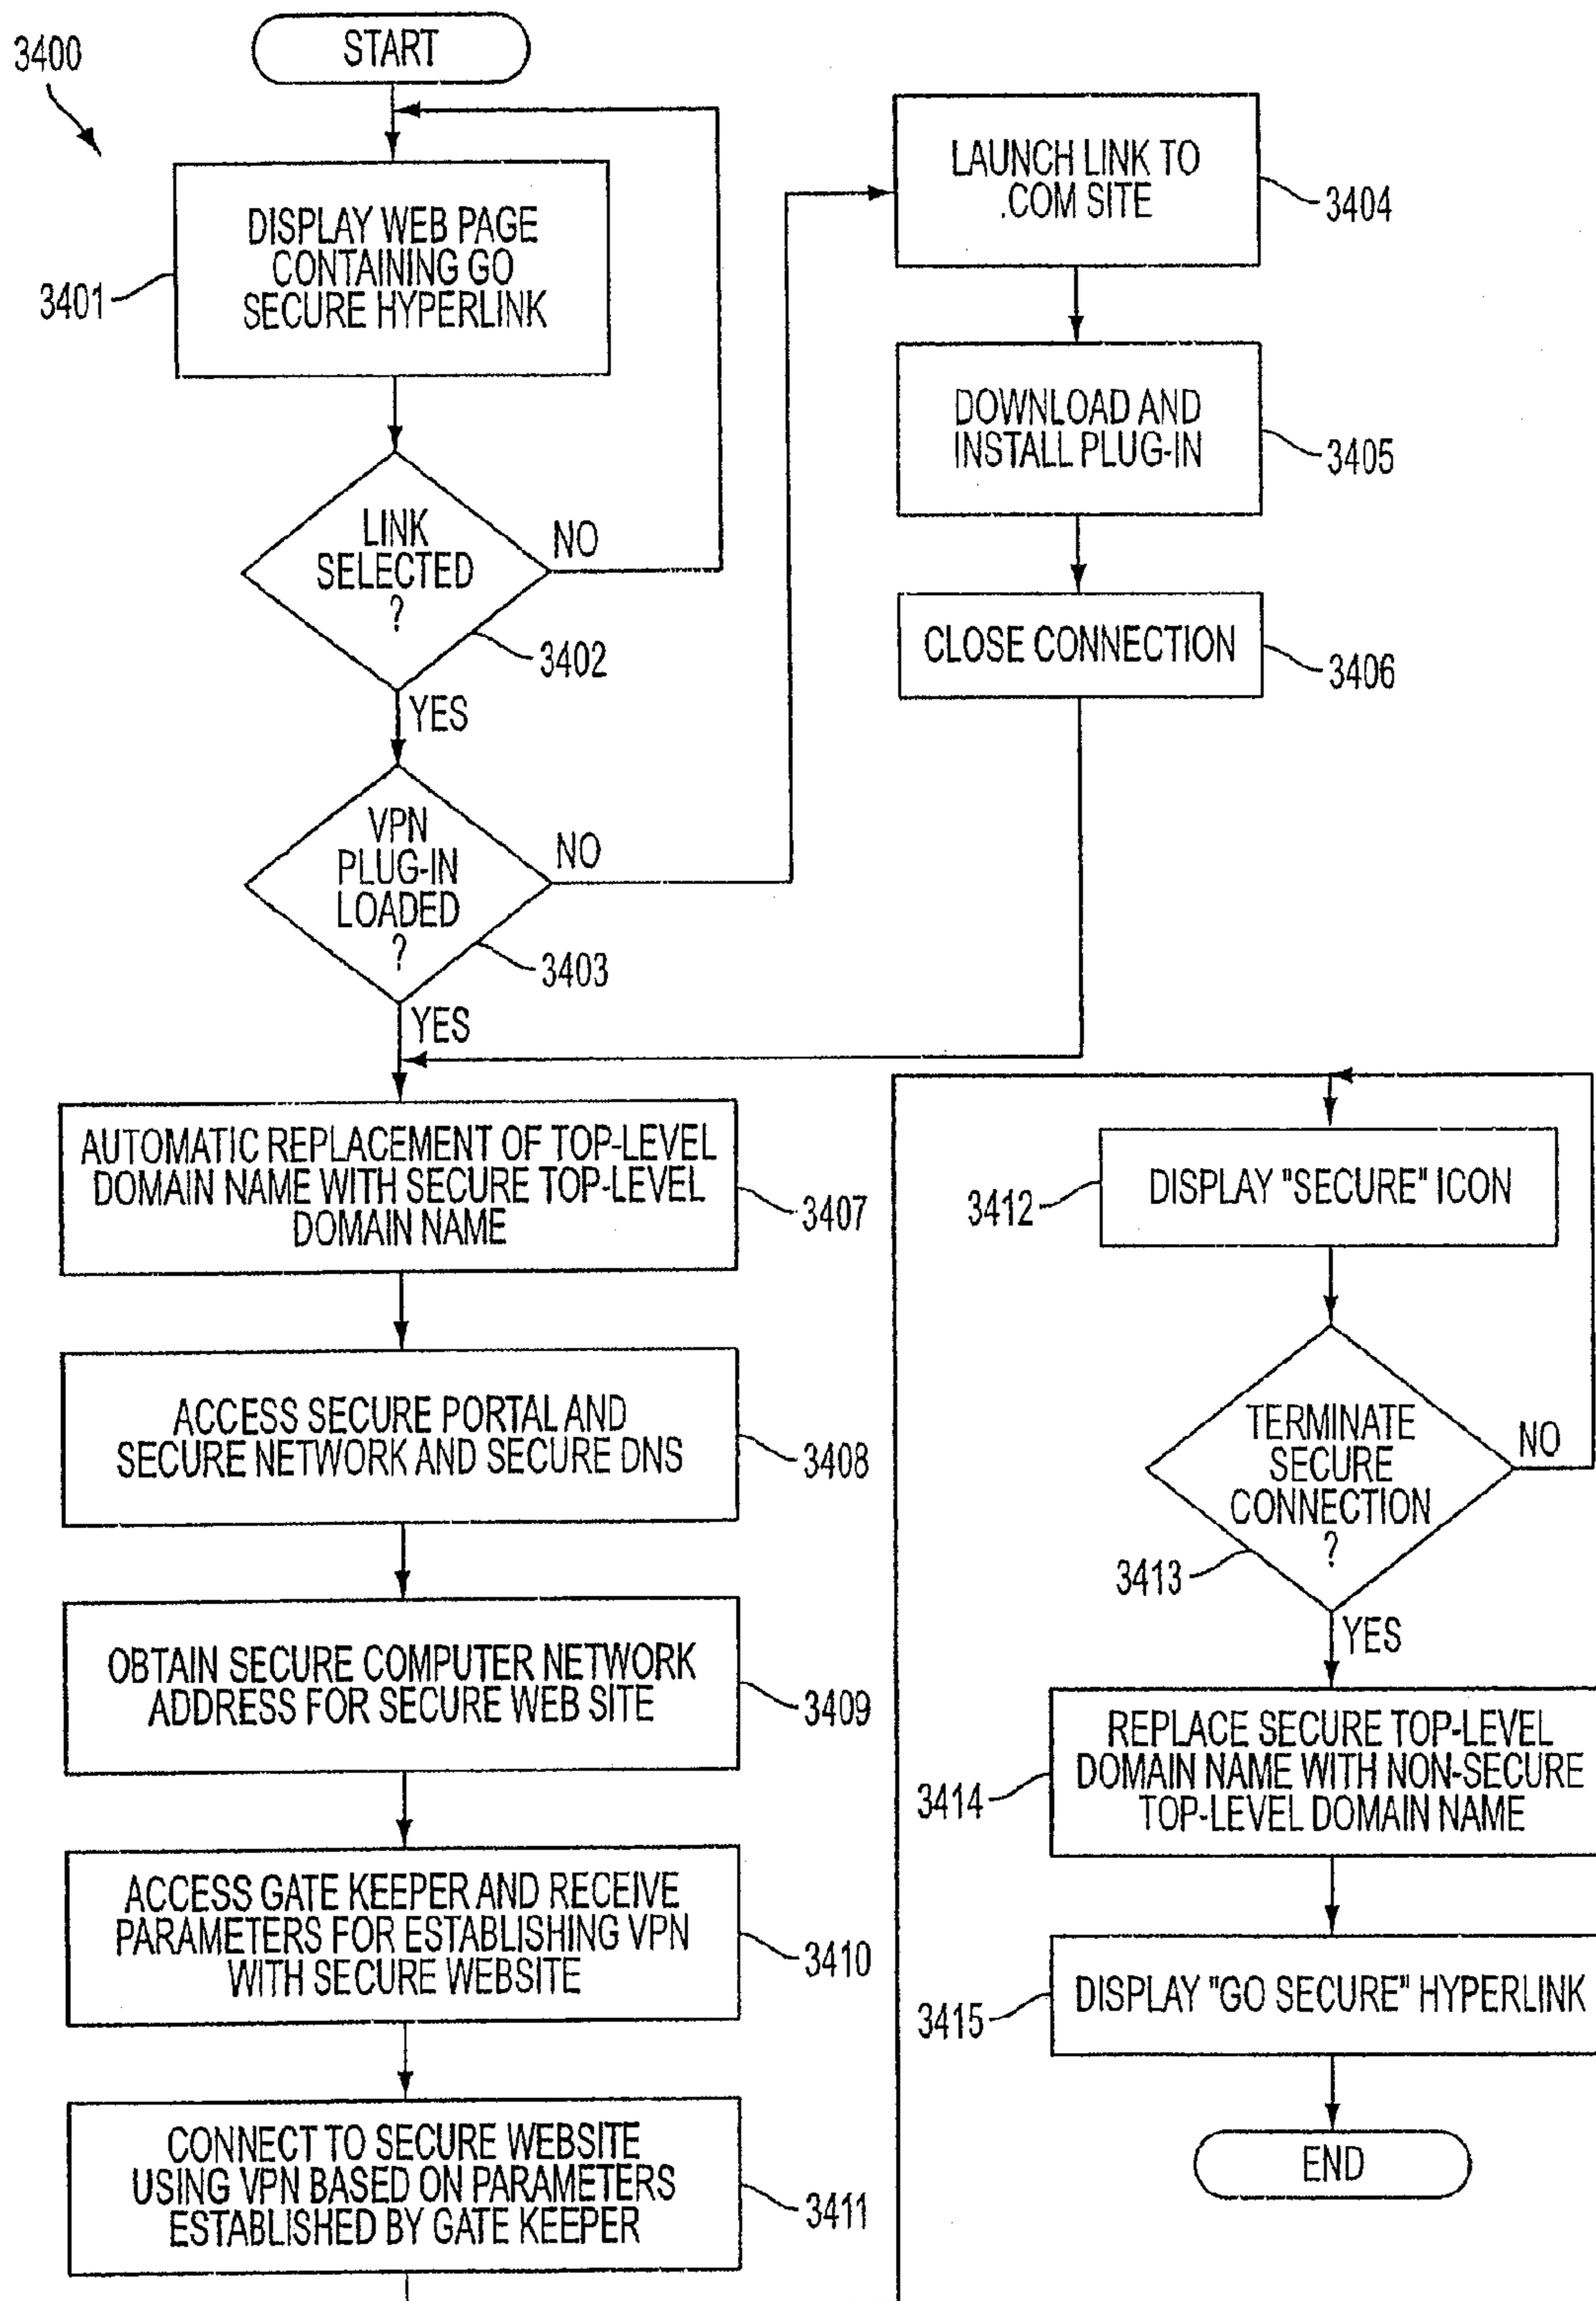 3400
START
DISPLAY WEB PAGE
CONTAINING GO
SECURE HYPERLINK
3401
LINK
SELECTED
?
NO
3402
YES
VPN
PLUG-IN
LOADED
?
NO
3403
YES
LAUNCH LINK TO
.COM SITE
3404
DOWNLOAD AND
INSTALL PLUG-IN
3405
CLOSE CONNECTION
3406
AUTOMATIC REPLACEMENT OF TOP-LEVEL
DOMAIN NAME WITH SECURE TOP-LEVEL
DOMAIN NAME
3407
ACCESS SECURE PORTAL AND
SECURE NETWORK AND SECURE DNS
3408
OBTAIN SECURE COMPUTER NETWORK
ADDRESS FOR SECURE WEB SITE
3409
ACCESS GATE KEEPER AND RECEIVE
PARAMETERS FOR ESTABLISHING VPN
WITH SECURE WEBSITE
3410
CONNECT TO SECURE WEBSITE
USING VPN BASED ON PARAMETERS
ESTABLISHED BY GATE KEEPER
3411
DISPLAY "SECURE" ICON
3412
TERMINATE
SECURE
CONNECTION
?
NO
3413
YES
REPLACE SECURE TOP-LEVEL
DOMAIN NAME WITH NON-SECURE
TOP-LEVEL DOMAIN NAME
3414
DISPLAY "GO SECURE" HYPERLINK
3415
END